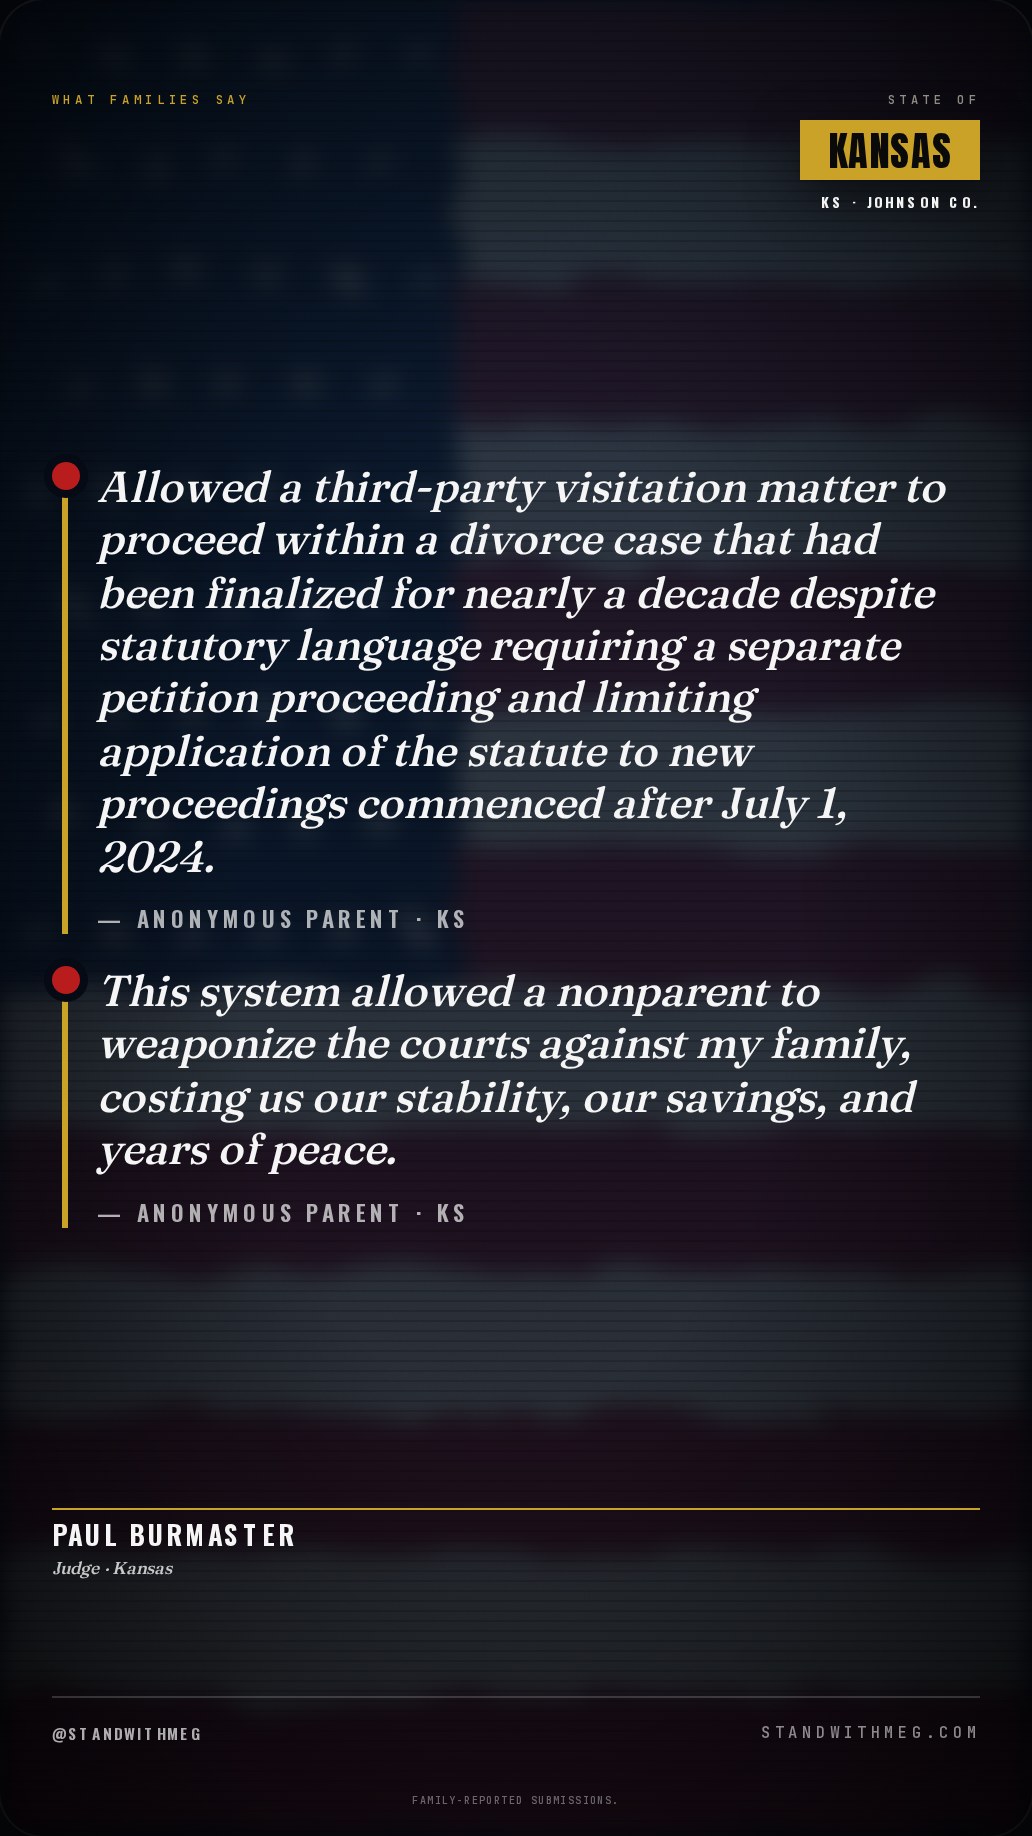 WHAT FAMILIES SAY
STATE OF
KANSAS
KS · JOHNSON CO.
Allowed a third-party visitation matter to
proceed within a divorce case that had
been finalized for nearly a decade despite
statutory language requiring a separate
petition proceeding and limiting
application of the statute to new
proceedings commenced after July 1,
2024.
— ANONYMOUS PARENT · KS
This system allowed a nonparent to
weaponize the courts against my family,
costing us our stability, our savings, and
years of peace.
— ANONYMOUS PARENT · KS
PAUL BURMASTER
Judge · Kansas
@STANDWITHMEG
STANDWITHMEG.COM
FAMILY-REPORTED SUBMISSIONS.